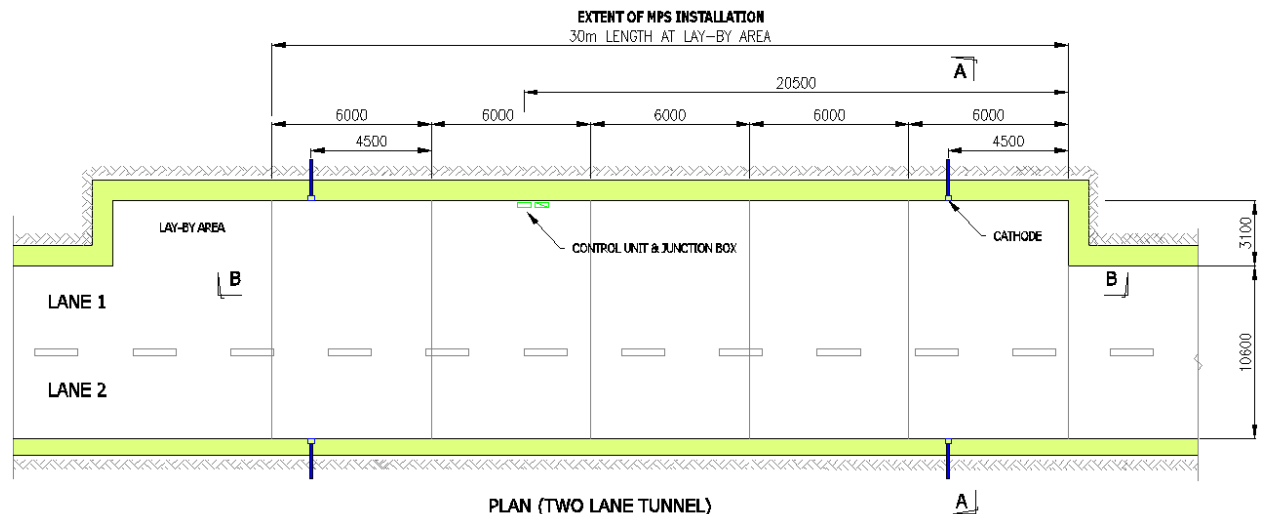 EXTENT OF MPS INSTALLATION
30m LENGTH AT LAY-BY AREA
A
20500
6000 6000 6000 6000 6000
4500 4500
LAY-BY AREA
CONTROL UNIT & JUNCTION BOX
CATHODE
3100
B B
LANE 1
10600
LANE 2
PLAN (TWO LANE TUNNEL)
A